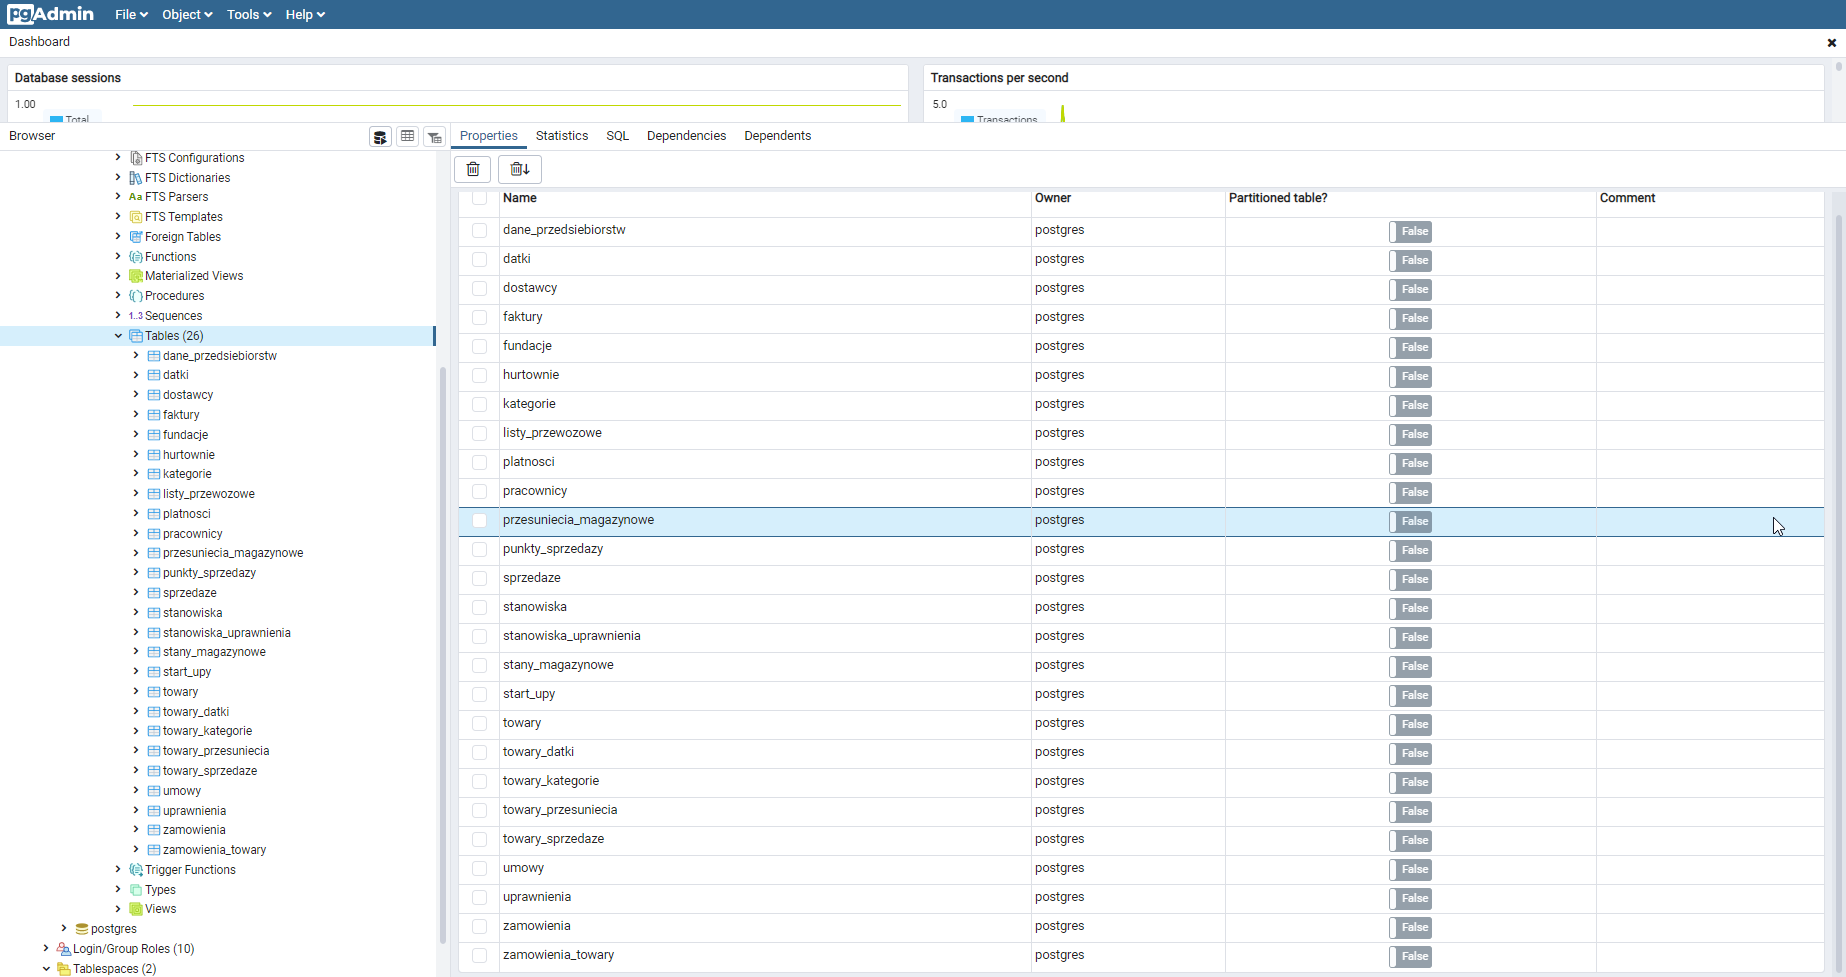 pgAdmin File Object Tools Help
Dashboard
Database sessions
1.00
Total
Transactions per second
5.0
Transactions
Browser
FTS Configurations
FTS Dictionaries
Aa FTS Parsers
FTS Templates
Foreign Tables
Functions
Materialized Views
Procedures
1..3 Sequences
Tables (26)
dane_przedsiebiorstw
datki
dostawcy
faktury
fundacje
hurtownie
kategorie
listy_przewozowe
platnosci
pracownicy
przesuniecia_magazynowe
punkty_sprzedazy
sprzedaze
stanowiska
stanowiska_uprawnienia
stany_magazynowe
start_upy
towary
towary_datki
towary_kategorie
towary_przesuniecia
towary_sprzedaze
umowy
uprawnienia
zamowienia
zamowienia_towary
Trigger Functions
Types
Views
postgres
Login/Group Roles (10)
Tablespaces (2)
Properties Statistics SQL Dependencies Dependents
Name Owner Partitioned table? Comment
dane_przedsiebiorstw postgres False
datki postgres False
dostawcy postgres False
faktury postgres False
fundacje postgres False
hurtownie postgres False
kategorie postgres False
listy_przewozowe postgres False
platnosci postgres False
pracownicy postgres False
przesuniecia_magazynowe postgres False
punkty_sprzedazy postgres False
sprzedaze postgres False
stanowiska postgres False
stanowiska_uprawnienia postgres False
stany_magazynowe postgres False
start_upy postgres False
towary postgres False
towary_datki postgres False
towary_kategorie postgres False
towary_przesuniecia postgres False
towary_sprzedaze postgres False
umowy postgres False
uprawnienia postgres False
zamowienia postgres False
zamowienia_towary postgres False